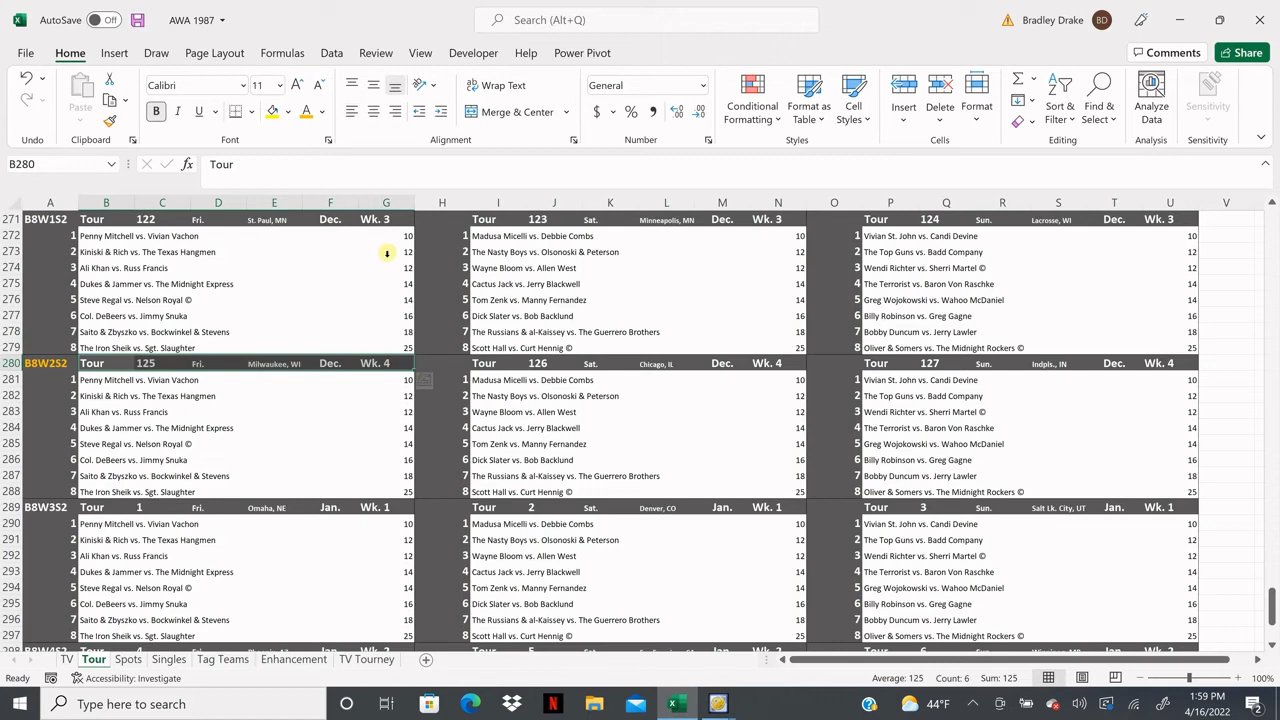 AutoSave Off AWA 1987 Search (Alt+Q) Bradley Drake BD
File Home Insert Draw Page Layout Formulas Data Review View Developer Help Power Pivot Comments Share
Calibri 11 Wrap Text General
Paste B I U Merge & Center $ % Conditional Formatting Format as Table Cell Styles Insert Delete Format Sort & Filter Find & Select Analyze Data Sensitivity
Undo Clipboard Font Alignment Number Styles Cells Editing Analysis Sensitivity
B280 fx Tour
A B C D E F G H I J K L M N O P Q R S T U V
271 B8W1S2 Tour 122 Fri. St. Paul, MN Dec. Wk. 3 Tour 123 Sat. Minneapolis, MN Dec. Wk. 3 Tour 124 Sun. Lacrosse, WI Dec. Wk. 3
272 1 Penny Mitchell vs. Vivian Vachon 10 1 Madusa Micelli vs. Debbie Combs 10 1 Vivian St. John vs. Candi Devine 10
273 2 Kiniski & Rich vs. The Texas Hangmen 12 2 The Nasty Boys vs. Olsonoski & Peterson 12 2 The Top Guns vs. Badd Company 12
274 3 Ali Khan vs. Russ Francis 12 3 Wayne Bloom vs. Allen West 12 3 Wendi Richter vs. Sherri Martel © 12
275 4 Dukes & Jammer vs. The Midnight Express 14 4 Cactus Jack vs. Jerry Blackwell 14 4 The Terrorist vs. Baron Von Raschke 14
276 5 Steve Regal vs. Nelson Royal © 14 5 Tom Zenk vs. Manny Fernandez 14 5 Greg Wojokowski vs. Wahoo McDaniel 14
277 6 Col. DeBeers vs. Jimmy Snuka 16 6 Dick Slater vs. Bob Backlund 16 6 Billy Robinson vs. Greg Gagne 16
278 7 Saito & Zbyszko vs. Bockwinkel & Stevens 18 7 The Russians & al-Kaissey vs. The Guerrero Brothers 18 7 Bobby Duncum vs. Jerry Lawler 18
279 8 The Iron Sheik vs. Sgt. Slaughter 25 8 Scott Hall vs. Curt Hennig © 25 8 Oliver & Somers vs. The Midnight Rockers © 25
280 B8W2S2 Tour 125 Fri. Milwaukee, WI Dec. Wk. 4 Tour 126 Sat. Chicago, IL Dec. Wk. 4 Tour 127 Sun. Indpls., IN Dec. Wk. 4
281 1 Penny Mitchell vs. Vivian Vachon 10 1 Madusa Micelli vs. Debbie Combs 10 1 Vivian St. John vs. Candi Devine 10
282 2 Kiniski & Rich vs. The Texas Hangmen 12 2 The Nasty Boys vs. Olsonoski & Peterson 12 2 The Top Guns vs. Badd Company 12
283 3 Ali Khan vs. Russ Francis 12 3 Wayne Bloom vs. Allen West 12 3 Wendi Richter vs. Sherri Martel © 12
284 4 Dukes & Jammer vs. The Midnight Express 14 4 Cactus Jack vs. Jerry Blackwell 14 4 The Terrorist vs. Baron Von Raschke 14
285 5 Steve Regal vs. Nelson Royal © 14 5 Tom Zenk vs. Manny Fernandez 14 5 Greg Wojokowski vs. Wahoo McDaniel 14
286 6 Col. DeBeers vs. Jimmy Snuka 16 6 Dick Slater vs. Bob Backlund 16 6 Billy Robinson vs. Greg Gagne 16
287 7 Saito & Zbyszko vs. Bockwinkel & Stevens 18 7 The Russians & al-Kaissey vs. The Guerrero Brothers 18 7 Bobby Duncum vs. Jerry Lawler 18
288 8 The Iron Sheik vs. Sgt. Slaughter 25 8 Scott Hall vs. Curt Hennig © 25 8 Oliver & Somers vs. The Midnight Rockers © 25
289 B8W3S2 Tour 1 Fri. Omaha, NE Jan. Wk. 1 Tour 2 Sat. Denver, CO Jan. Wk. 1 Tour 3 Sun. Salt Lk. City, UT Jan. Wk. 1
290 1 Penny Mitchell vs. Vivian Vachon 10 1 Madusa Micelli vs. Debbie Combs 10 1 Vivian St. John vs. Candi Devine 10
291 2 Kiniski & Rich vs. The Texas Hangmen 12 2 The Nasty Boys vs. Olsonoski & Peterson 12 2 The Top Guns vs. Badd Company 12
292 3 Ali Khan vs. Russ Francis 12 3 Wayne Bloom vs. Allen West 12 3 Wendi Richter vs. Sherri Martel © 12
293 4 Dukes & Jammer vs. The Midnight Express 14 4 Cactus Jack vs. Jerry Blackwell 14 4 The Terrorist vs. Baron Von Raschke 14
294 5 Steve Regal vs. Nelson Royal © 14 5 Tom Zenk vs. Manny Fernandez 14 5 Greg Wojokowski vs. Wahoo McDaniel 14
295 6 Col. DeBeers vs. Jimmy Snuka 16 6 Dick Slater vs. Bob Backlund 16 6 Billy Robinson vs. Greg Gagne 16
296 7 Saito & Zbyszko vs. Bockwinkel & Stevens 18 7 The Russians & al-Kaissey vs. The Guerrero Brothers 18 7 Bobby Duncum vs. Jerry Lawler 18
297 8 The Iron Sheik vs. Sgt. Slaughter 25 8 Scott Hall vs. Curt Hennig © 25 8 Oliver & Somers vs. The Midnight Rockers © 25
TV Tour Spots Singles Tag Teams Enhancement TV Tourney
Ready Accessibility: Investigate Average: 125 Count: 6 Sum: 125 100%
Type here to search 44°F 1:59 PM
4/16/2022 2